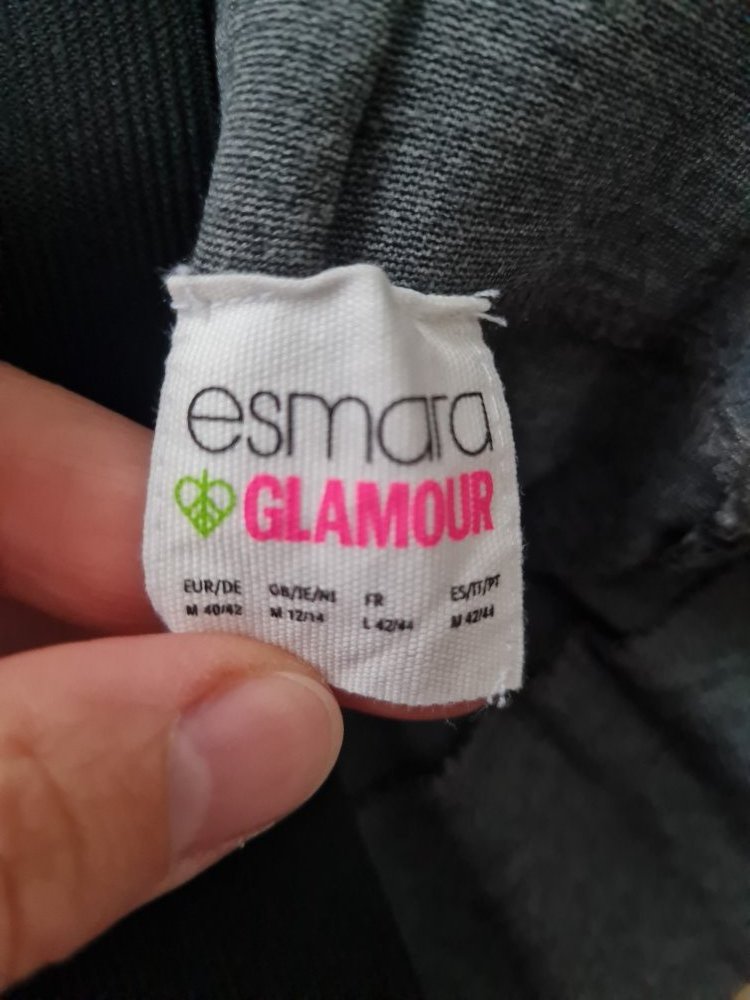 esmara
GLAMOUR
EUR/DE GB/IE/NI FR ES/IT/PT
M 40/42 M 12/14 L 42/44 M 42/44